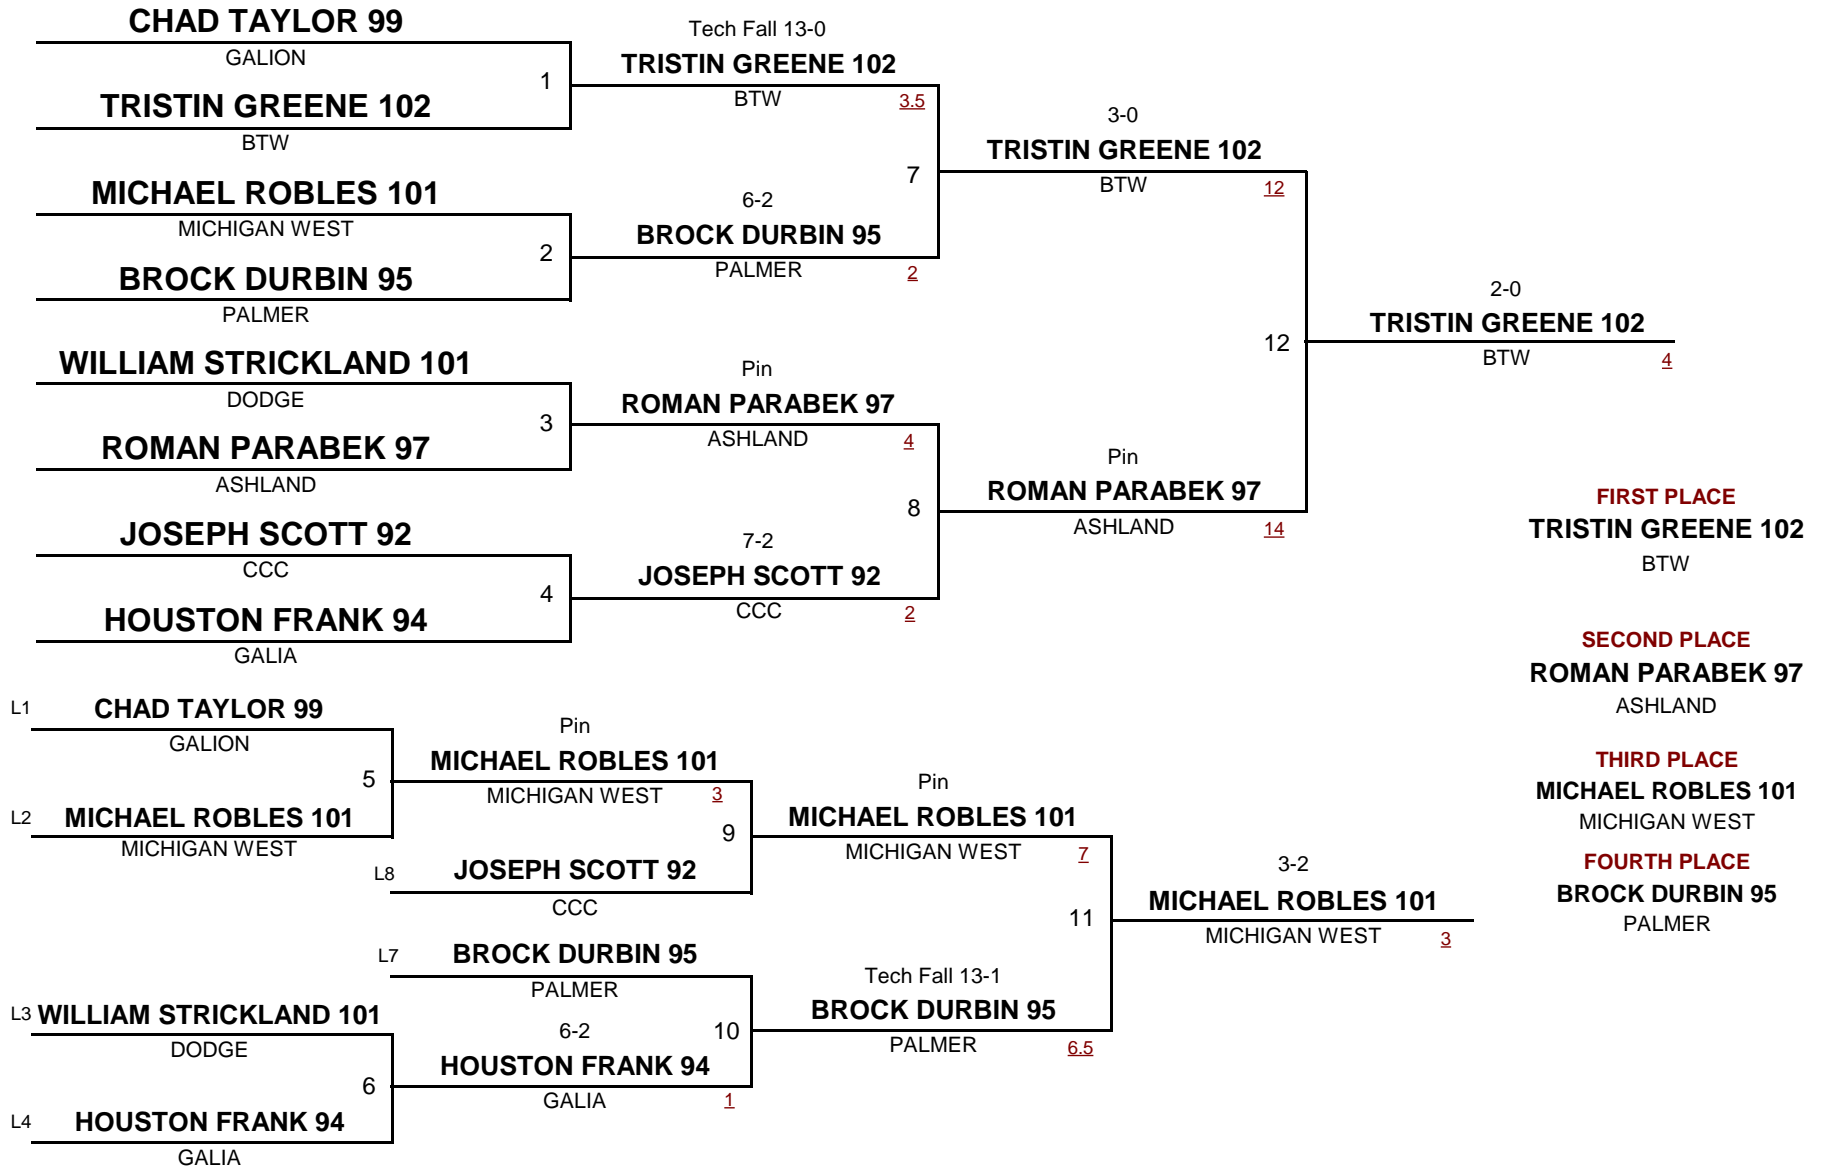 CHAD TAYLOR 99
GALION
1
TRISTIN GREENE 102
BTW
MICHAEL ROBLES 101
MICHIGAN WEST
2
BROCK DURBIN 95
PALMER
WILLIAM STRICKLAND 101
DODGE
3
ROMAN PARABEK 97
ASHLAND
JOSEPH SCOTT 92
CCC
4
HOUSTON FRANK 94
GALIA
Tech Fall 13-0
TRISTIN GREENE 102
BTW 3.5
7
6-2
BROCK DURBIN 95
PALMER 2
Pin
ROMAN PARABEK 97
ASHLAND 4
8
7-2
JOSEPH SCOTT 92
CCC 2
3-0
TRISTIN GREENE 102
BTW 12
12
Pin
ROMAN PARABEK 97
ASHLAND 14
2-0
TRISTIN GREENE 102
BTW 4
FIRST PLACE
TRISTIN GREENE 102
BTW
SECOND PLACE
ROMAN PARABEK 97
ASHLAND
THIRD PLACE
MICHAEL ROBLES 101
MICHIGAN WEST
FOURTH PLACE
BROCK DURBIN 95
PALMER
L1 CHAD TAYLOR 99
GALION
5
L2 MICHAEL ROBLES 101
MICHIGAN WEST
L3 WILLIAM STRICKLAND 101
DODGE
6
L4 HOUSTON FRANK 94
GALIA
Pin
MICHAEL ROBLES 101
MICHIGAN WEST 3
9
L8 JOSEPH SCOTT 92
CCC
L7 BROCK DURBIN 95
PALMER
6-2 10
HOUSTON FRANK 94
GALIA 1
Pin
MICHAEL ROBLES 101
MICHIGAN WEST 7
11
Tech Fall 13-1
BROCK DURBIN 95
PALMER 6.5
3-2
MICHAEL ROBLES 101
MICHIGAN WEST 3